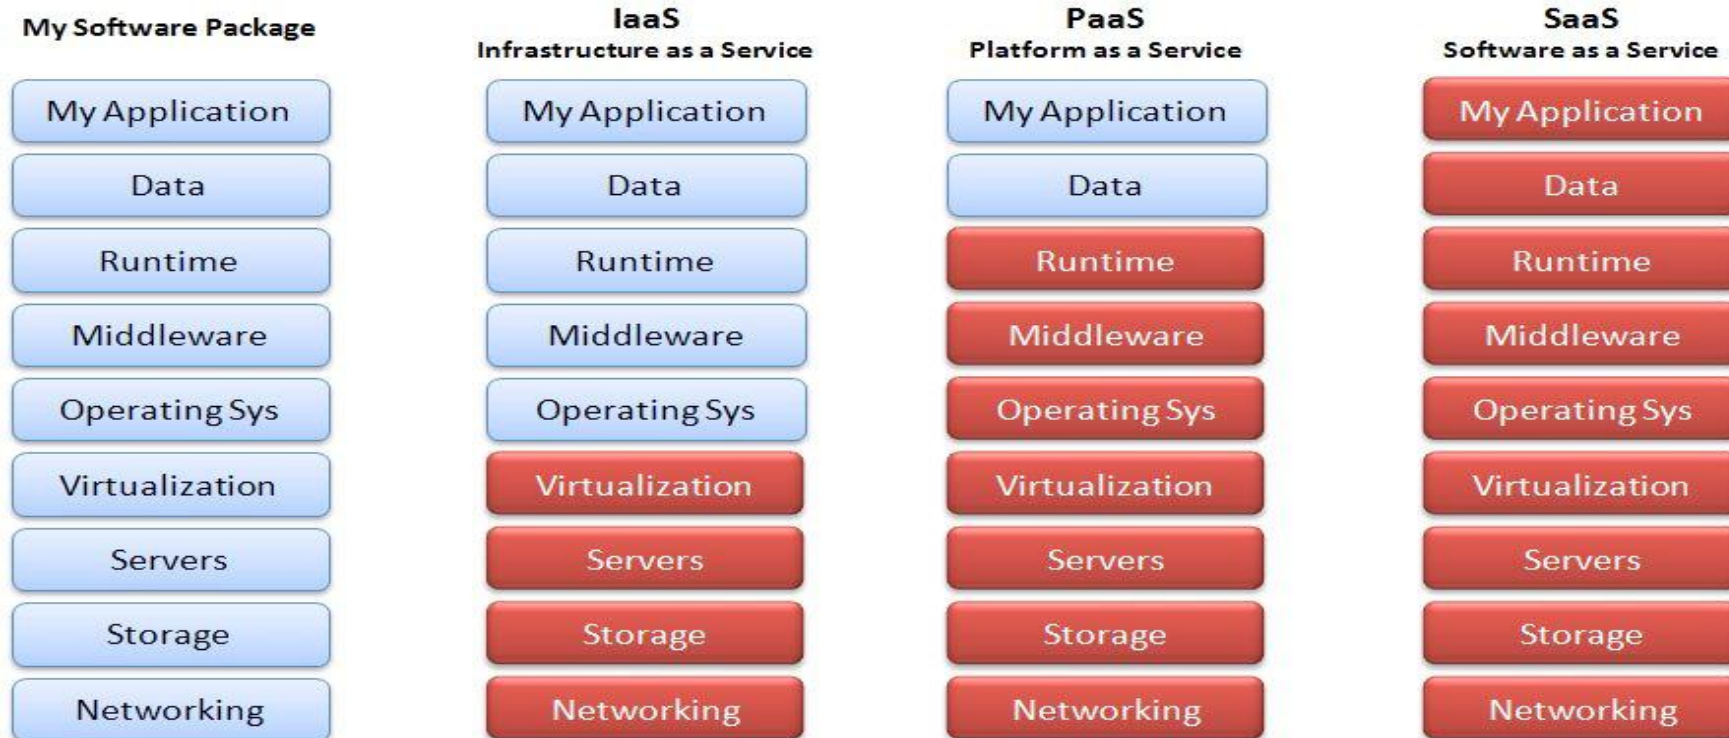 My Software Package
IaaS
Infrastructure as a Service
PaaS
Platform as a Service
SaaS
Software as a Service
My Application
My Application
My Application
My Application
Data
Data
Data
Data
Runtime
Runtime
Runtime
Runtime
Middleware
Middleware
Middleware
Middleware
Operating Sys
Operating Sys
Operating Sys
Operating Sys
Virtualization
Virtualization
Virtualization
Virtualization
Servers
Servers
Servers
Servers
Storage
Storage
Storage
Storage
Networking
Networking
Networking
Networking